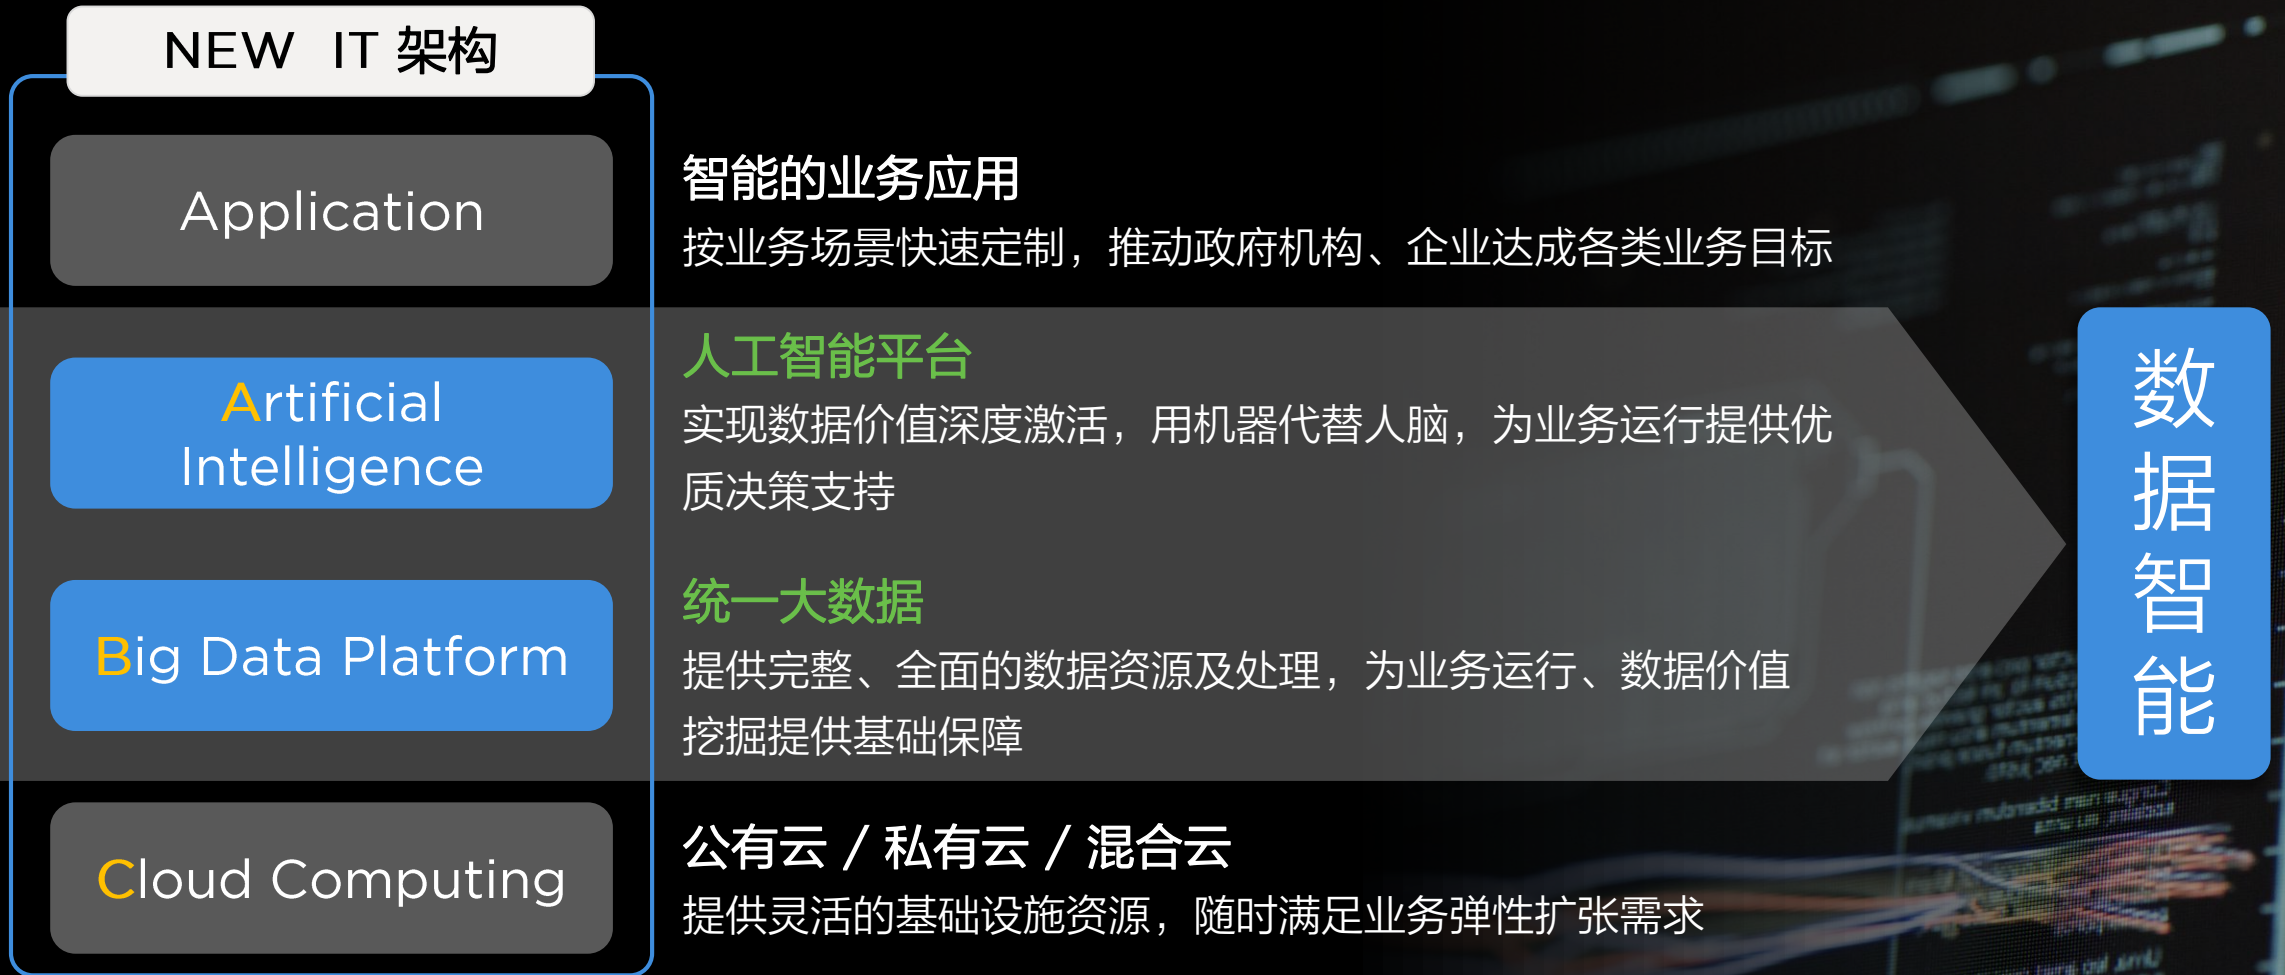 NEW IT 架构
Application
智能的业务应用
按业务场景快速定制，推动政府机构、企业达成各类业务目标
Artificial
Intelligence
人工智能平台
实现数据价值深度激活，用机器代替人脑，为业务运行提供优
质决策支持
Big Data Platform
统一大数据
提供完整、全面的数据资源及处理，为业务运行、数据价值
挖掘提供基础保障
Cloud Computing
公有云 / 私有云 / 混合云
提供灵活的基础设施资源，随时满足业务弹性扩张需求
数据智能